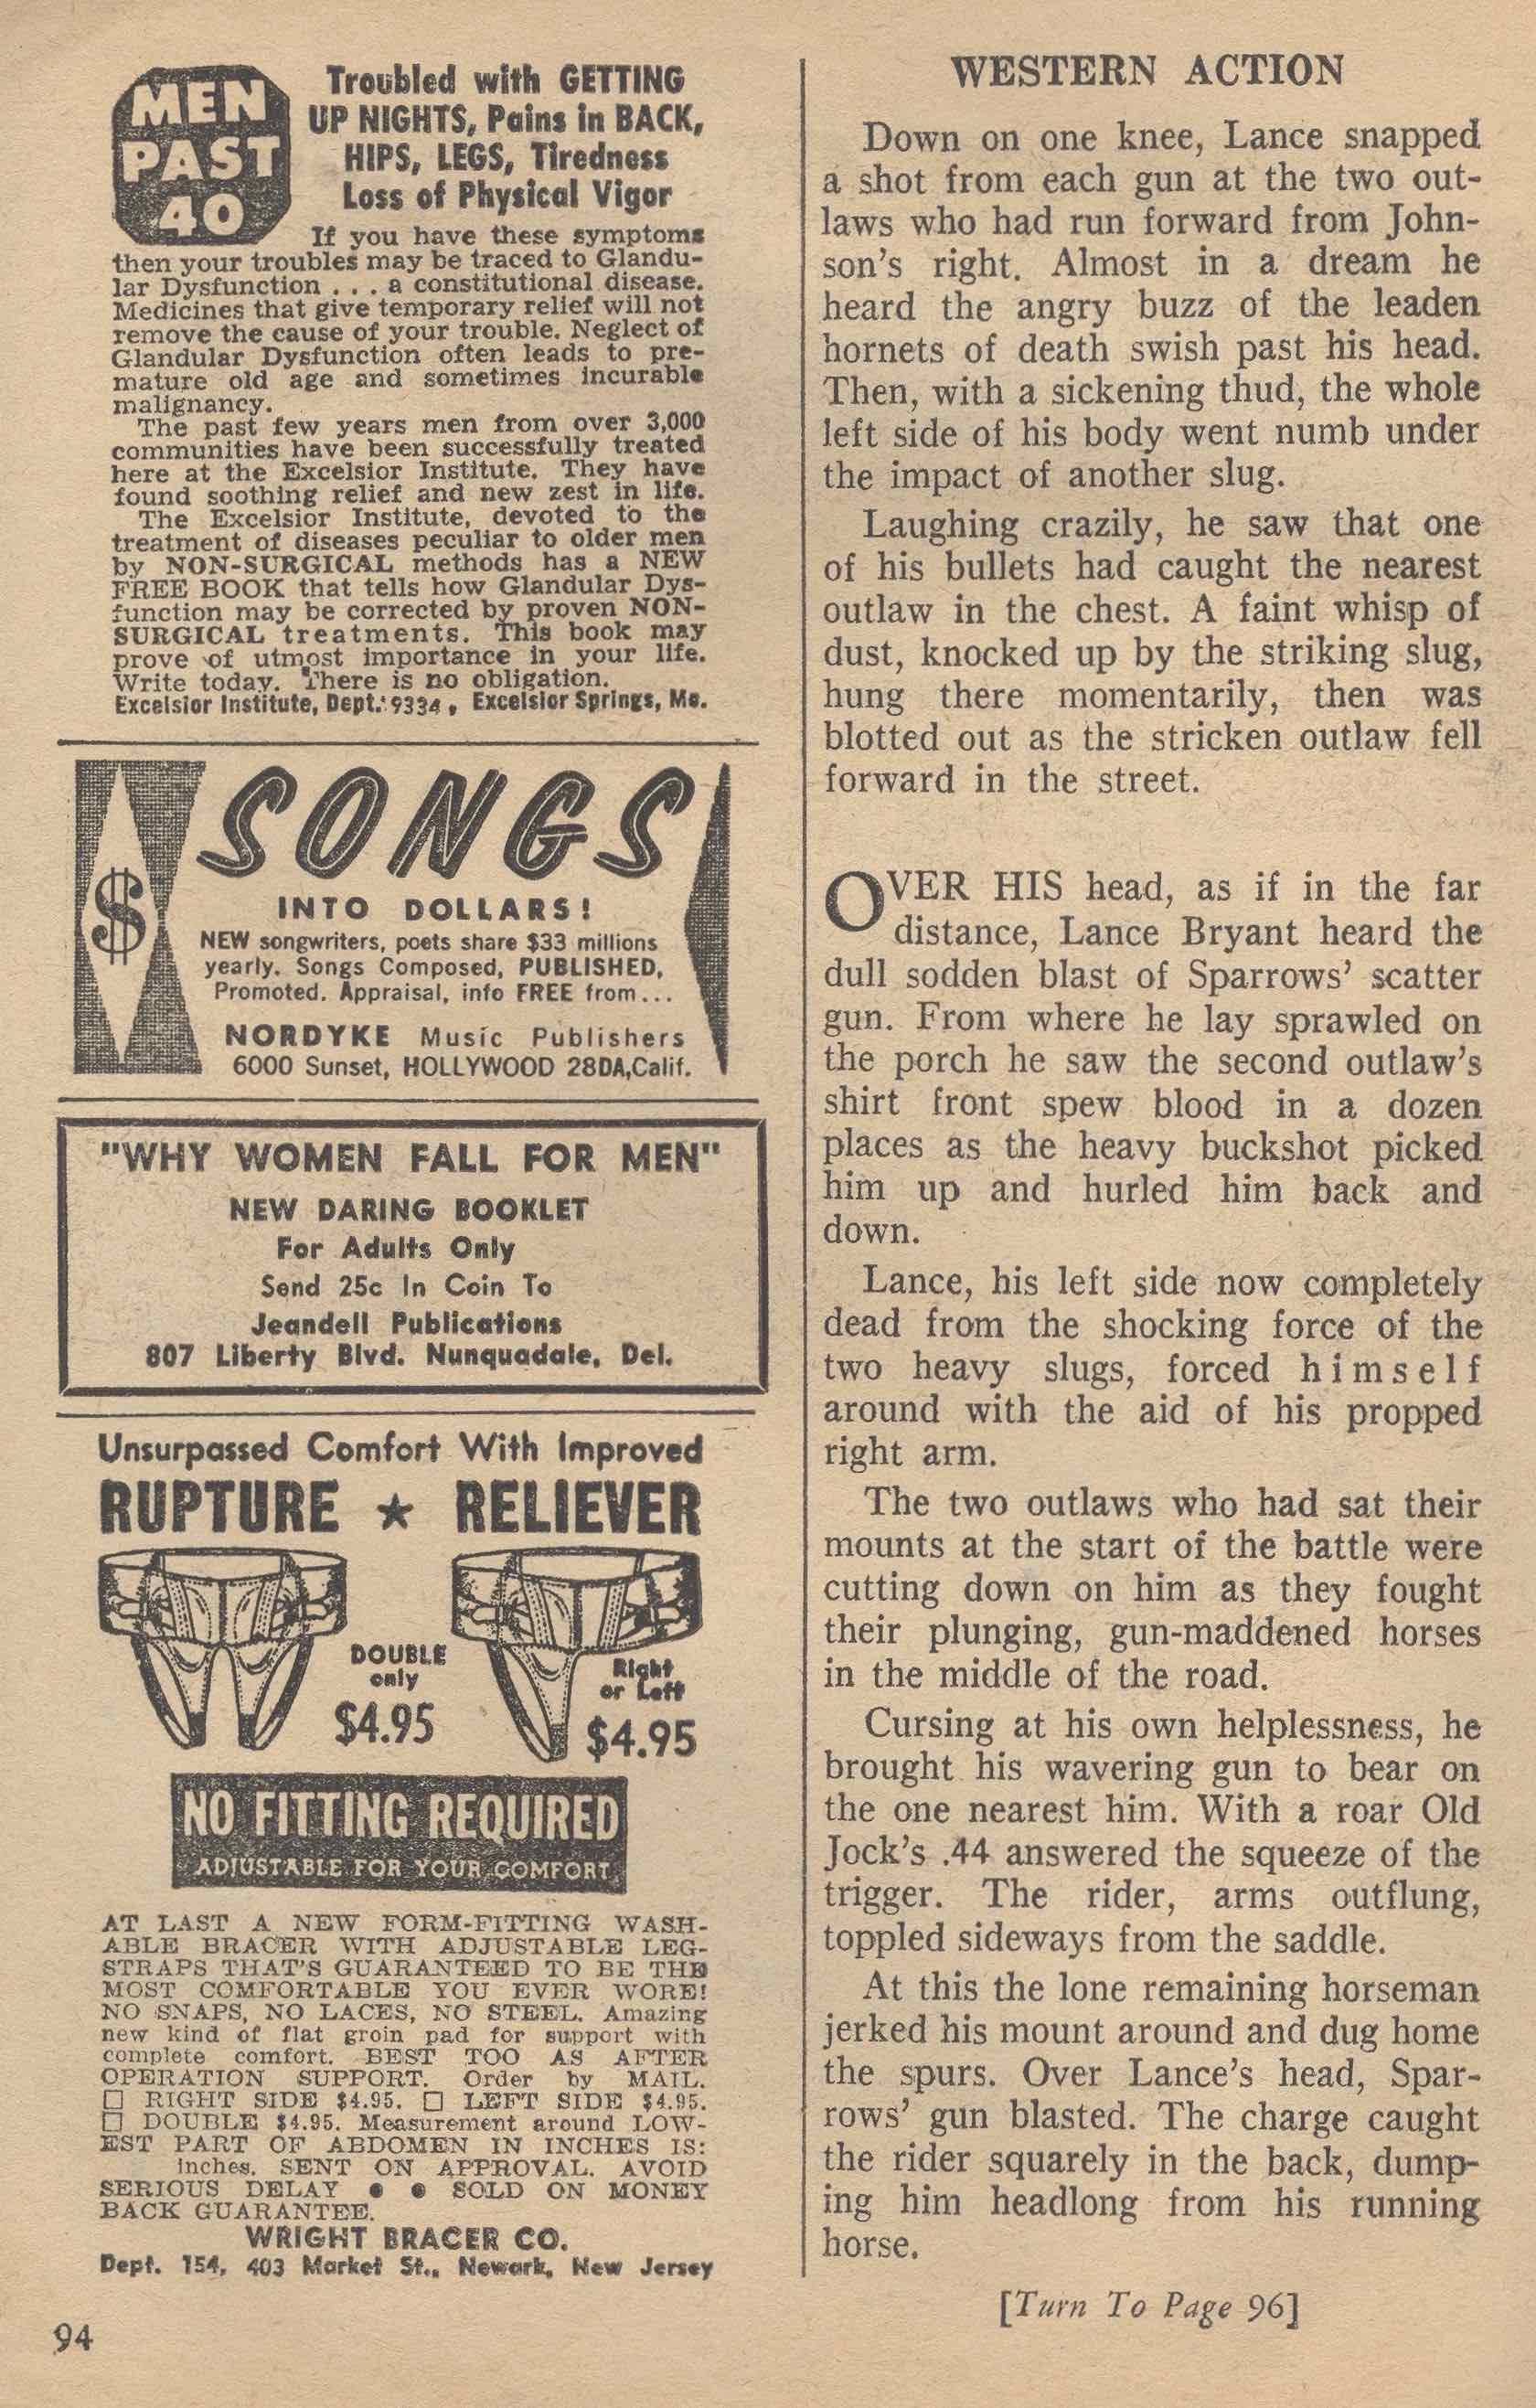 MEN
PAST
40
Troubled with GETTING
UP NIGHTS, Pains in BACK,
HIPS, LEGS, Tiredness
Loss of Physical Vigor
If you have these symptoms
then your troubles may be traced to Glandu-
lar Dysfunction . . . a constitutional disease.
Medicines that give temporary relief will not
remove the cause of your trouble. Neglect of
Glandular Dysfunction often leads to pre-
mature old age and sometimes incurable
malignancy.
The past few years men from over 3,000
communities have been successfully treated
here at the Excelsior Institute. They have
found soothing relief and new zest in life.
The Excelsior Institute, devoted to the
treatment of diseases peculiar to older men
by NON-SURGICAL methods has a NEW
FREE BOOK that tells how Glandular Dys-
function may be corrected by proven NON-
SURGICAL treatments. This book may
prove of utmost importance in your life.
Write today. There is no obligation.
Excelsior Institute, Dept. 9334, Excelsior Springs, Mo.
$
SONGS
INTO DOLLARS!
NEW songwriters, poets share $33 millions
yearly. Songs Composed, PUBLISHED,
Promoted. Appraisal, info FREE from...
NORDYKE Music Publishers
6000 Sunset, HOLLYWOOD 28DA,Calif.
"WHY WOMEN FALL FOR MEN"
NEW DARING BOOKLET
For Adults Only
Send 25c In Coin To
Jeandell Publications
807 Liberty Blvd. Nunquadale, Del.
Unsurpassed Comfort With Improved
RUPTURE ★ RELIEVER
DOUBLE
only
$4.95
Right
or Left
$4.95
NO FITTING REQUIRED
ADJUSTABLE FOR YOUR COMFORT
AT LAST A NEW FORM-FITTING WASH-
ABLE BRACER WITH ADJUSTABLE LEG-
STRAPS THAT'S GUARANTEED TO BE THE
MOST COMFORTABLE YOU EVER WORE!
NO SNAPS, NO LACES, NO STEEL. Amazing
new kind of flat groin pad for support with
complete comfort. BEST TOO AS AFTER
OPERATION SUPPORT. Order by MAIL.
☐ RIGHT SIDE $4.95. ☐ LEFT SIDE $4.95.
☐ DOUBLE $4.95. Measurement around LOW-
EST PART OF ABDOMEN IN INCHES IS:
inches. SENT ON APPROVAL. AVOID
SERIOUS DELAY ● ● SOLD ON MONEY
BACK GUARANTEE.
WRIGHT BRACER CO.
Dept. 154, 403 Market St., Newark, New Jersey
94
WESTERN ACTION
Down on one knee, Lance snapped
a shot from each gun at the two out-
laws who had run forward from John-
son's right. Almost in a dream he
heard the angry buzz of the leaden
hornets of death swish past his head.
Then, with a sickening thud, the whole
left side of his body went numb under
the impact of another slug.
Laughing crazily, he saw that one
of his bullets had caught the nearest
outlaw in the chest. A faint whisp of
dust, knocked up by the striking slug,
hung there momentarily, then was
blotted out as the stricken outlaw fell
forward in the street.
OVER HIS head, as if in the far
distance, Lance Bryant heard the
dull sodden blast of Sparrows' scatter
gun. From where he lay sprawled on
the porch he saw the second outlaw's
shirt front spew blood in a dozen
places as the heavy buckshot picked
him up and hurled him back and
down.
Lance, his left side now completely
dead from the shocking force of the
two heavy slugs, forced himself
around with the aid of his propped
right arm.
The two outlaws who had sat their
mounts at the start of the battle were
cutting down on him as they fought
their plunging, gun-maddened horses
in the middle of the road.
Cursing at his own helplessness, he
brought his wavering gun to bear on
the one nearest him. With a roar Old
Jock's .44 answered the squeeze of the
trigger. The rider, arms outflung,
toppled sideways from the saddle.
At this the lone remaining horseman
jerked his mount around and dug home
the spurs. Over Lance's head, Spar-
rows' gun blasted. The charge caught
the rider squarely in the back, dump-
ing him headlong from his running
horse.
[Turn To Page 96]